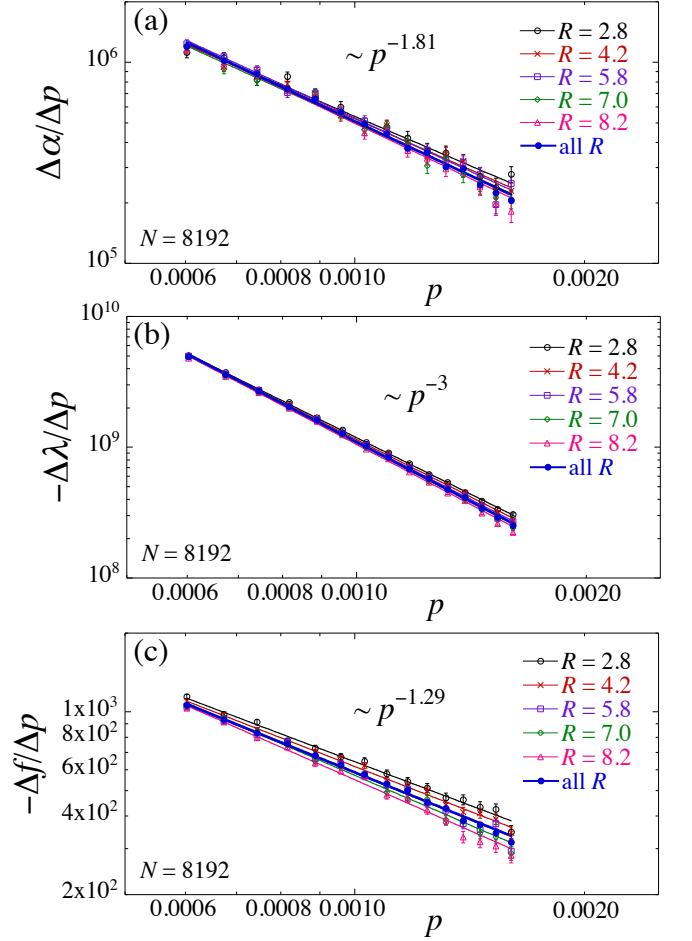 (a)
~ p^{-1.81}
R = 2.8
R = 4.2
R = 5.8
R = 7.0
R = 8.2
all R
Δα/Δp
10^6
10^5
N = 8192
0.0006 0.0008 0.0010 0.0020
p
(b)
~ p^{-3}
R = 2.8
R = 4.2
R = 5.8
R = 7.0
R = 8.2
all R
−Δλ/Δp
10^{10}
10^9
10^8
N = 8192
0.0006 0.0008 0.0010 0.0020
p
(c)
~ p^{-1.29}
R = 2.8
R = 4.2
R = 5.8
R = 7.0
R = 8.2
all R
−Δf/Δp
1x10^3
8x10^2
6x10^2
4x10^2
2x10^2
N = 8192
0.0006 0.0008 0.0010 0.0020
p